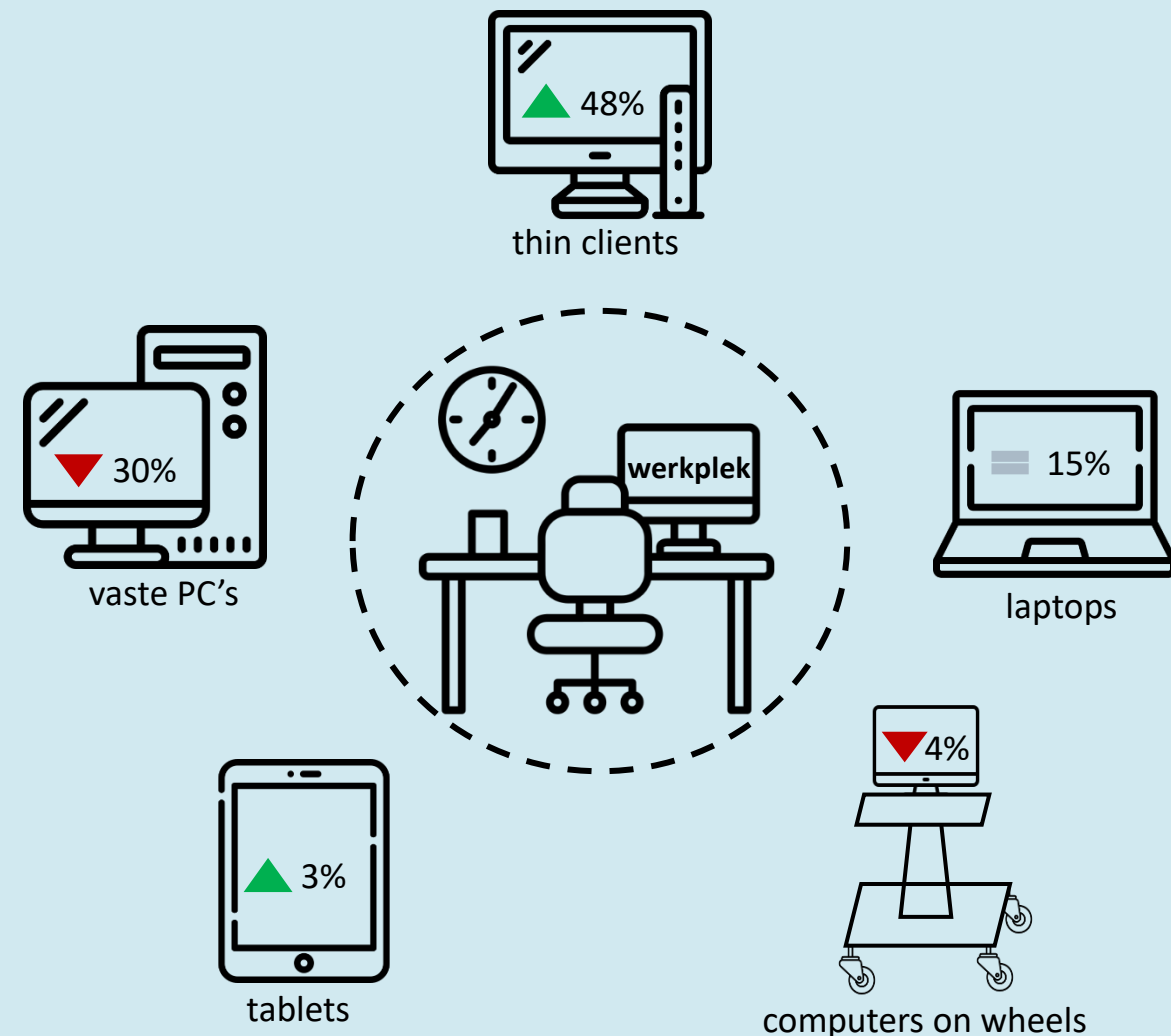 48%
thin clients
30%
vaste PC’s
werkplek
15%
laptops
4%
computers on wheels
3%
tablets